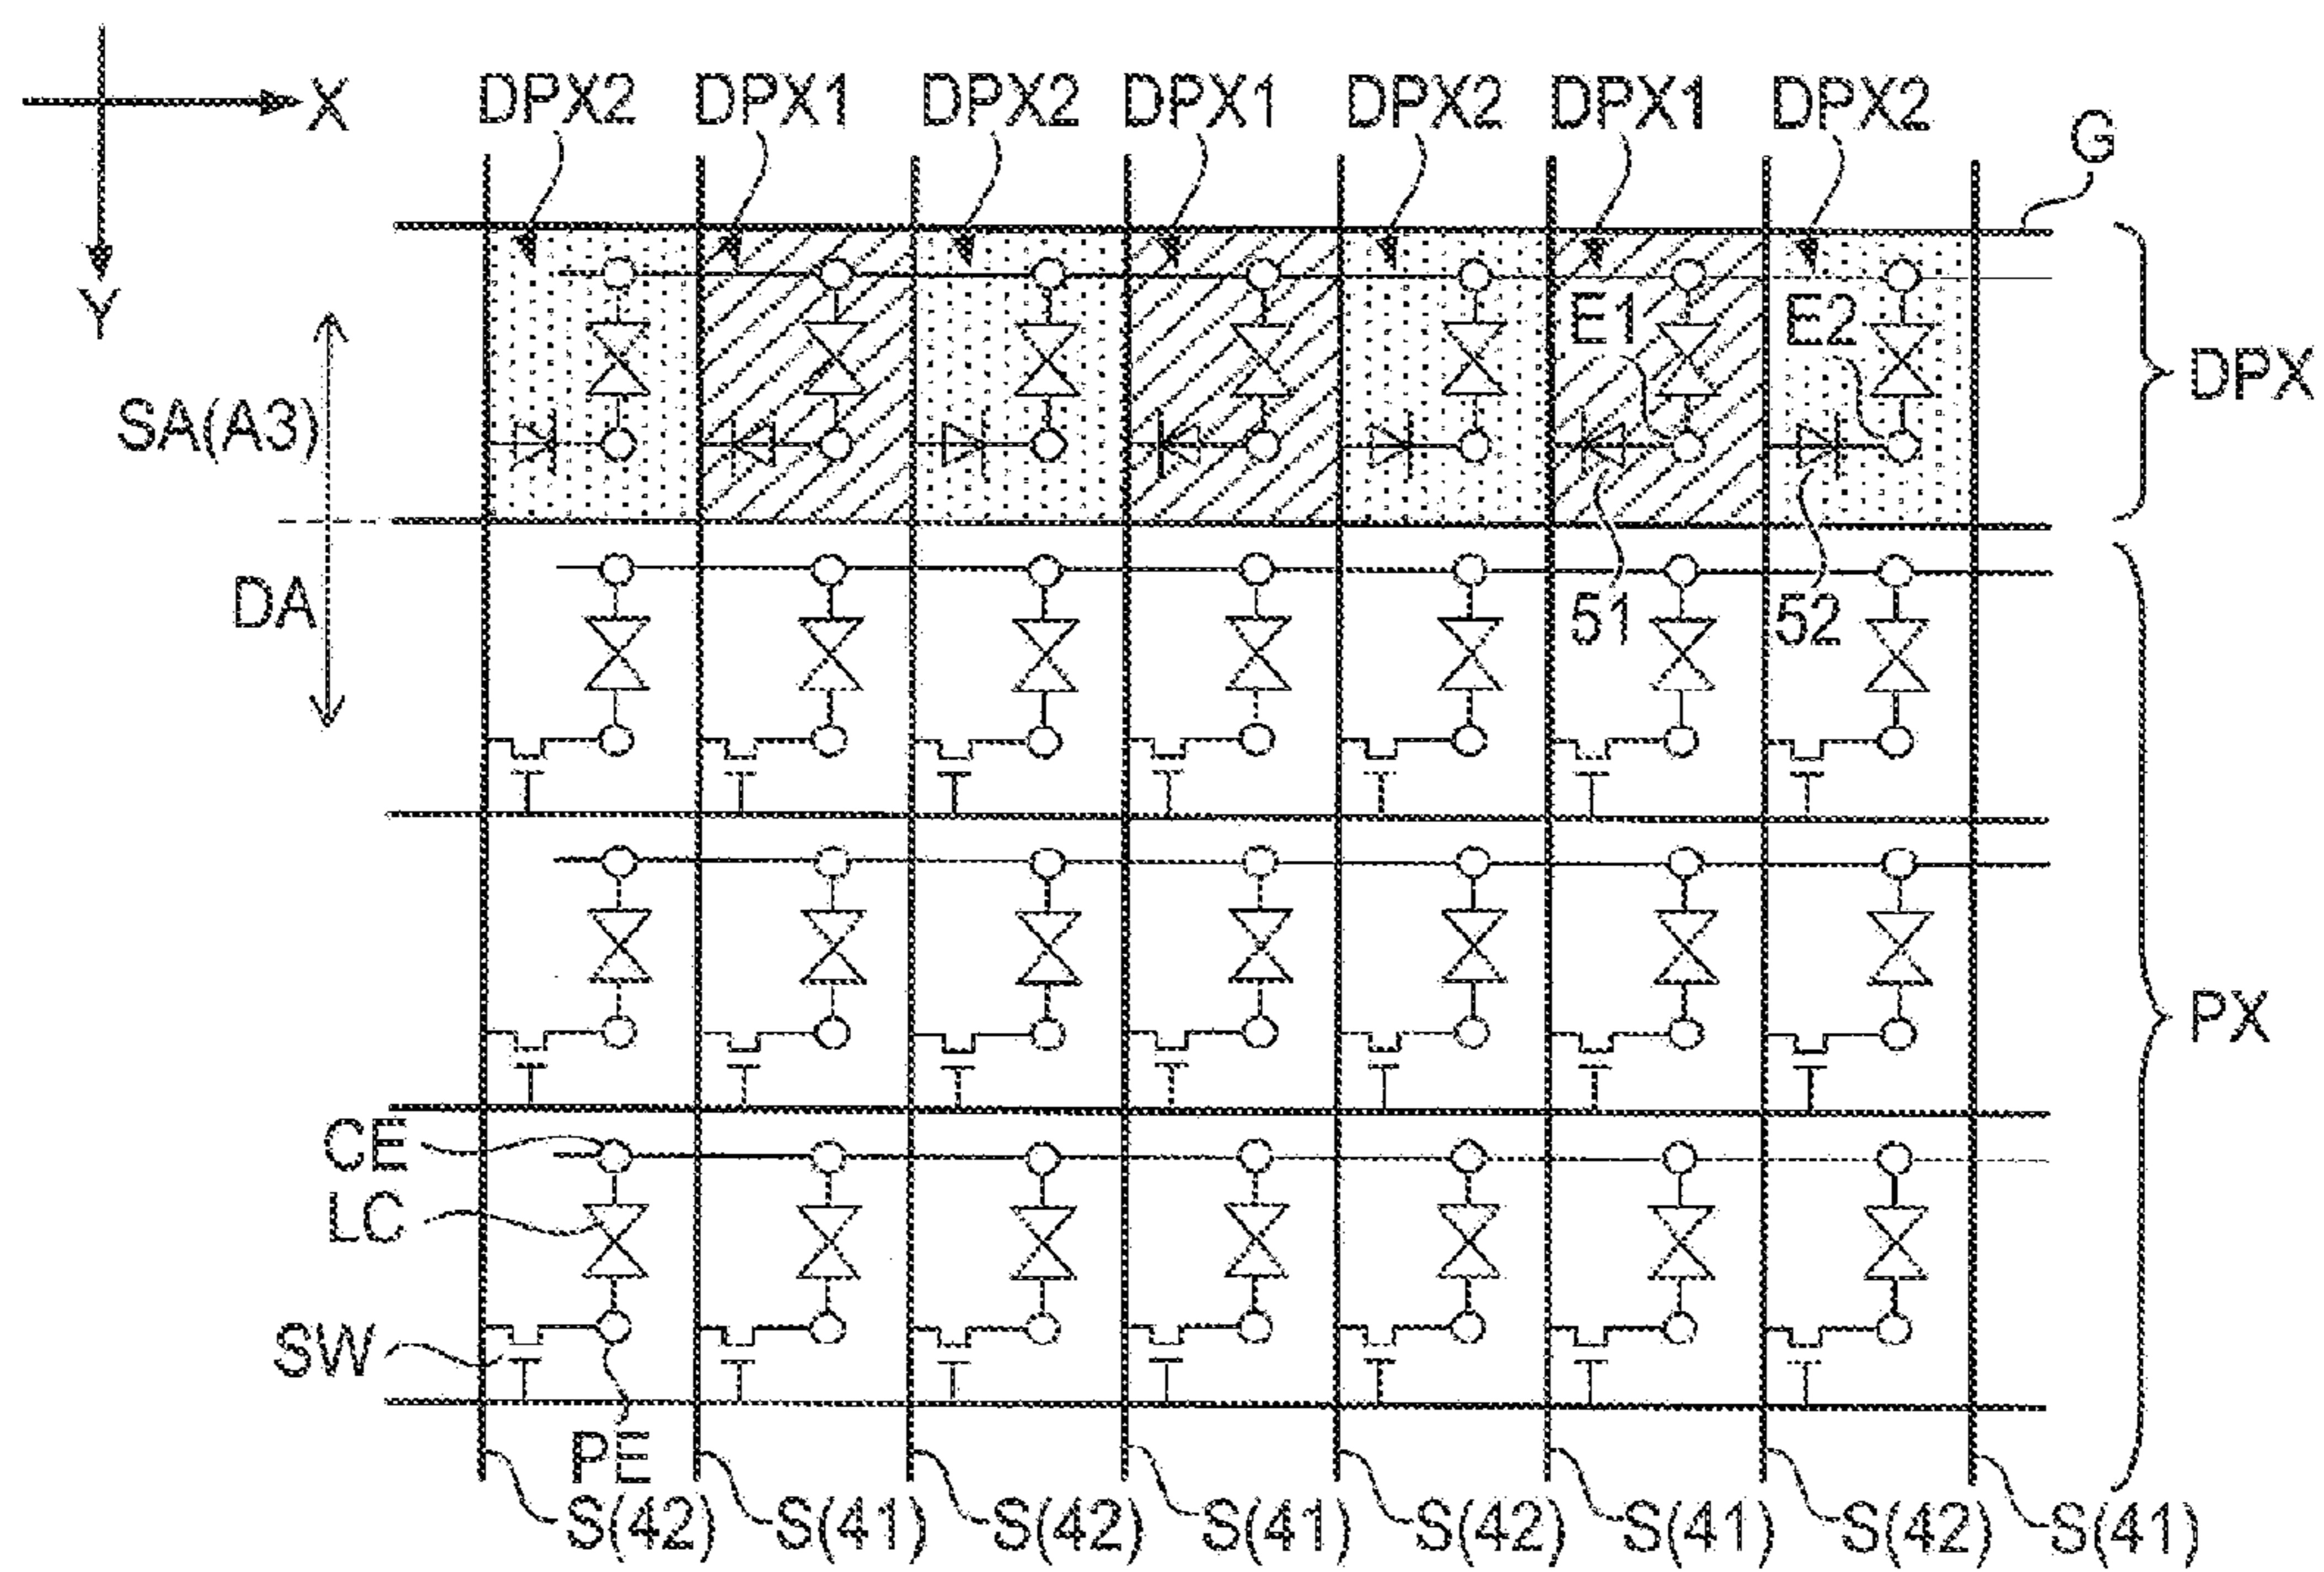 X DPX2 DPX1 DPX2 DPX1 DPX2 DPX1 DPX2 G
Y
E1 E2
DPX
SA(A3)
DA
51 52
PX
CE
LC
SW
PE
S(42) S(41) S(42) S(41) S(42) S(41) S(42) S(41)